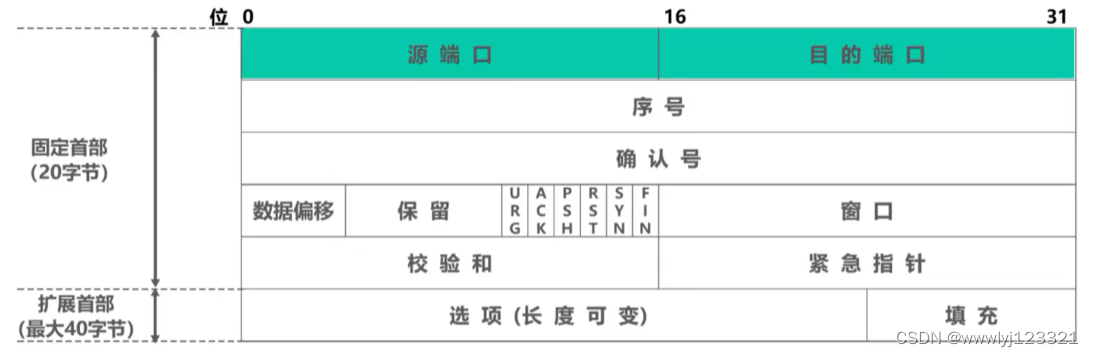 位 0 16 31
源 端 口 目 的 端 口
序 号
确 认 号
固定首部
(20字节)
数据偏移 保 留 URG ACK PSH RST SYN FIN 窗 口
校 验 和 紧 急 指 针
扩展首部
(最大40字节)
选 项 (长 度 可 变) 填 充
CSDN @wwwlyj123321